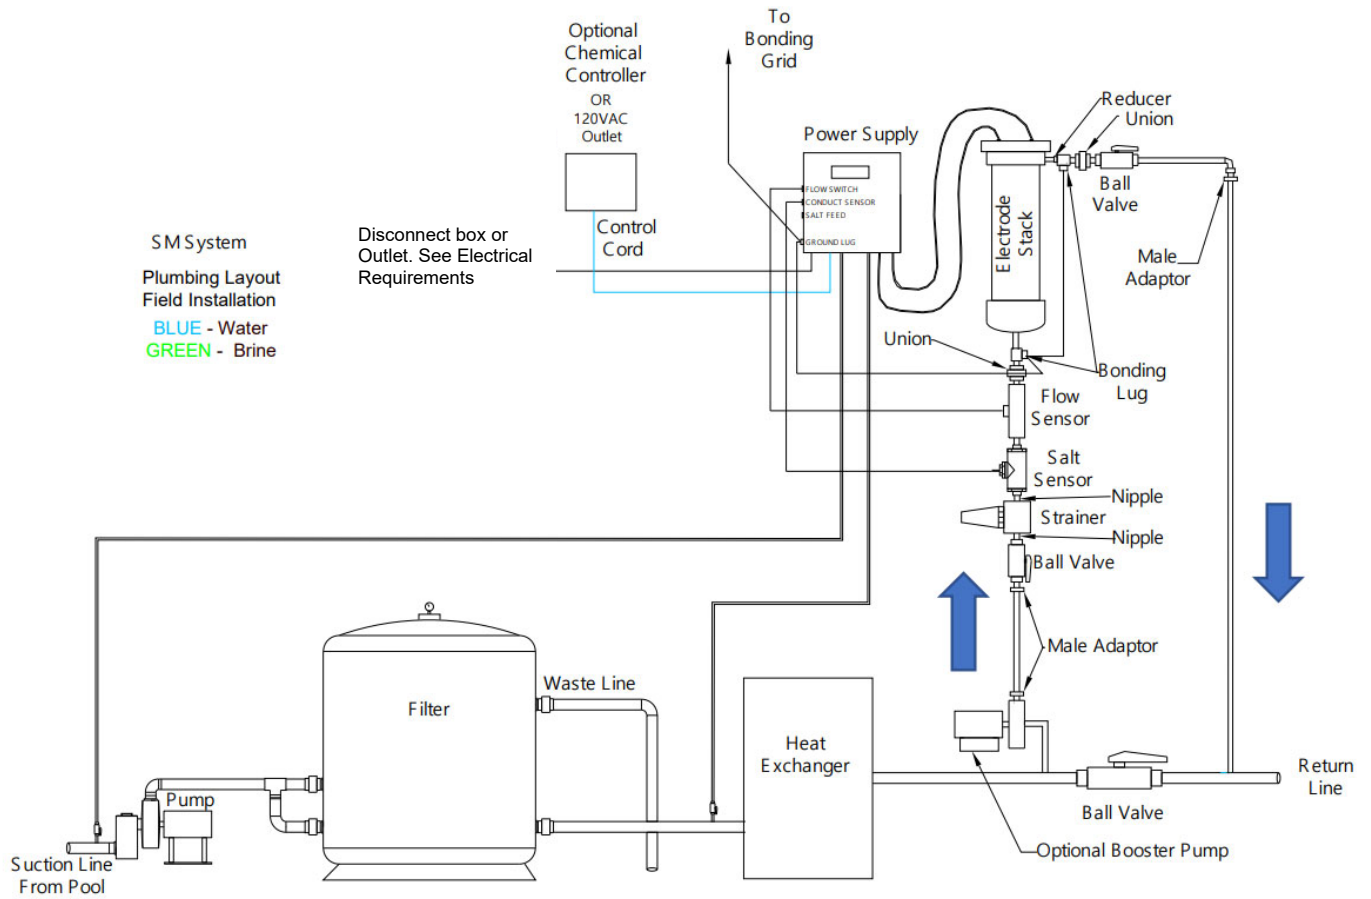 To
Bonding
Grid
Optional
Chemical
Controller
OR
120VAC
Outlet
Power Supply
Reducer
Union
FLOW SWITCH
CONDUCT SENSOR
SALT FEED
GROUND LUG
Electrode
Stack
Ball
Valve
Control
Cord
Disconnect box or
Outlet. See Electrical
Requirements
SM System
Plumbing Layout
Field Installation
BLUE - Water
GREEN - Brine
Male
Adaptor
Union
Bonding
Lug
Flow
Sensor
Salt
Sensor
Nipple
Strainer
Nipple
Ball Valve
Male Adaptor
Waste Line
Filter
Heat
Exchanger
Pump
Return
Line
Ball Valve
Optional Booster Pump
Suction Line
From Pool